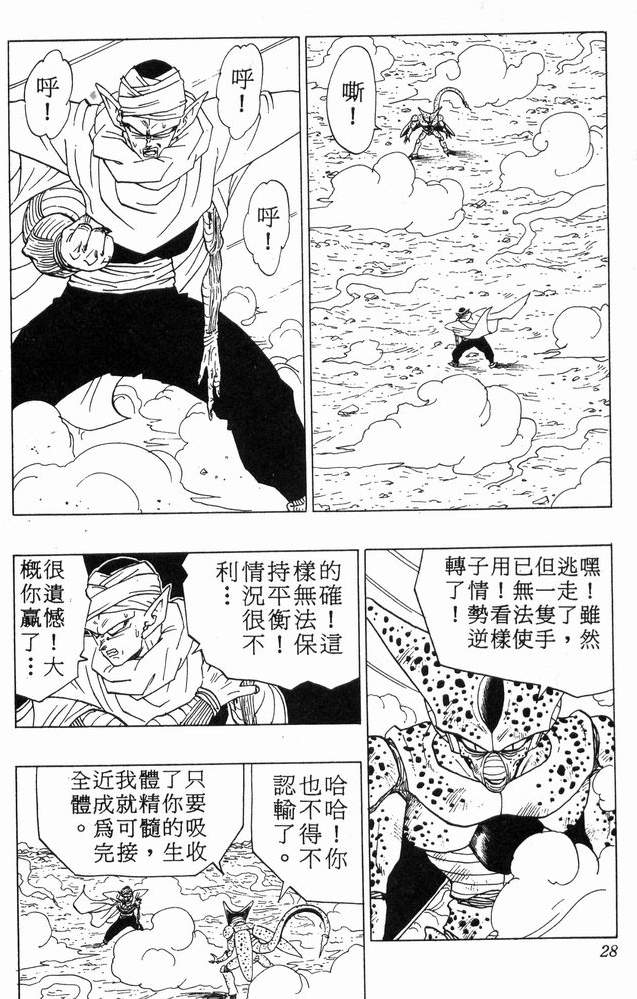 嘶！
呼！
呼！
呼！
嘿！雖然
逃走了，
但一隻手
已無法使
用！看樣
子情勢逆
轉了！
的確！這
樣無法保
持平衡！
情況很不
利…
很遺憾！大
概你贏了…
哈哈！你
也不得不
認輸了。
只要吸收
了你的生
體精髓，
我就可接
近成爲完
全體。
28